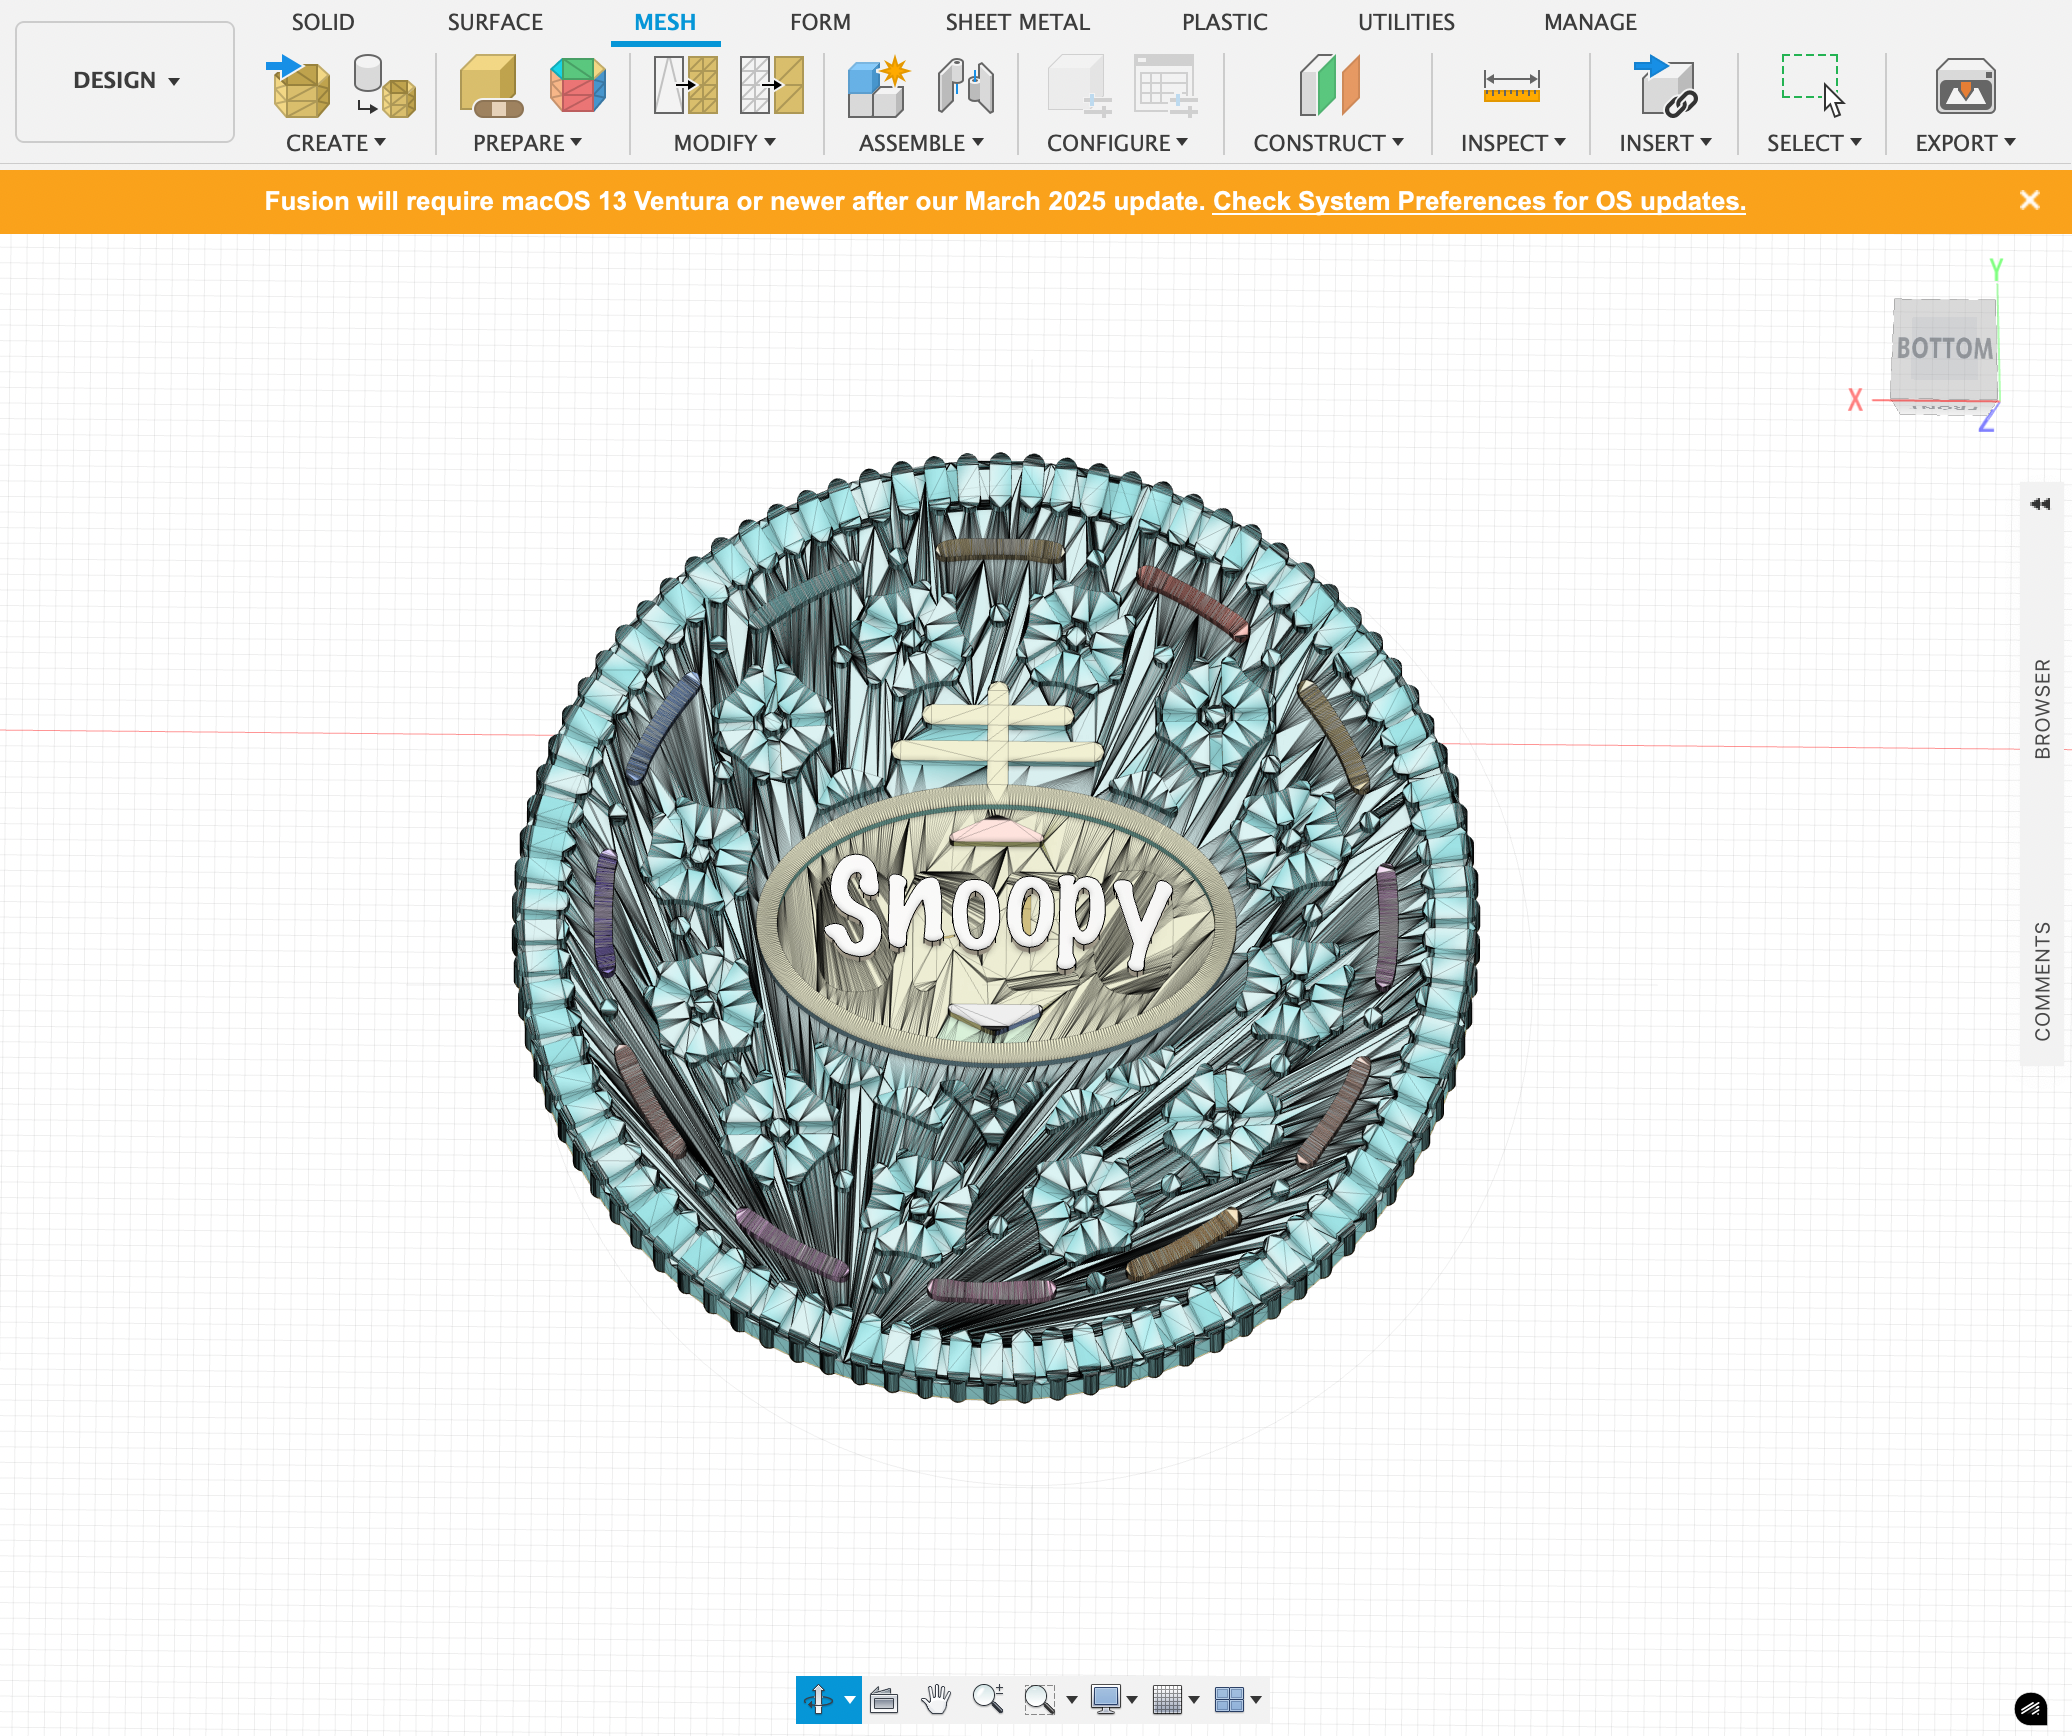 SOLID SURFACE MESH FORM SHEET METAL PLASTIC UTILITIES MANAGE
DESIGN
CREATE PREPARE MODIFY ASSEMBLE CONFIGURE CONSTRUCT INSPECT INSERT SELECT EXPORT
Fusion will require macOS 13 Ventura or newer after our March 2025 update. Check System Preferences for OS updates.
Y
BOTTOM
X
FRONT
Z
BROWSER
COMMENTS
Snoopy